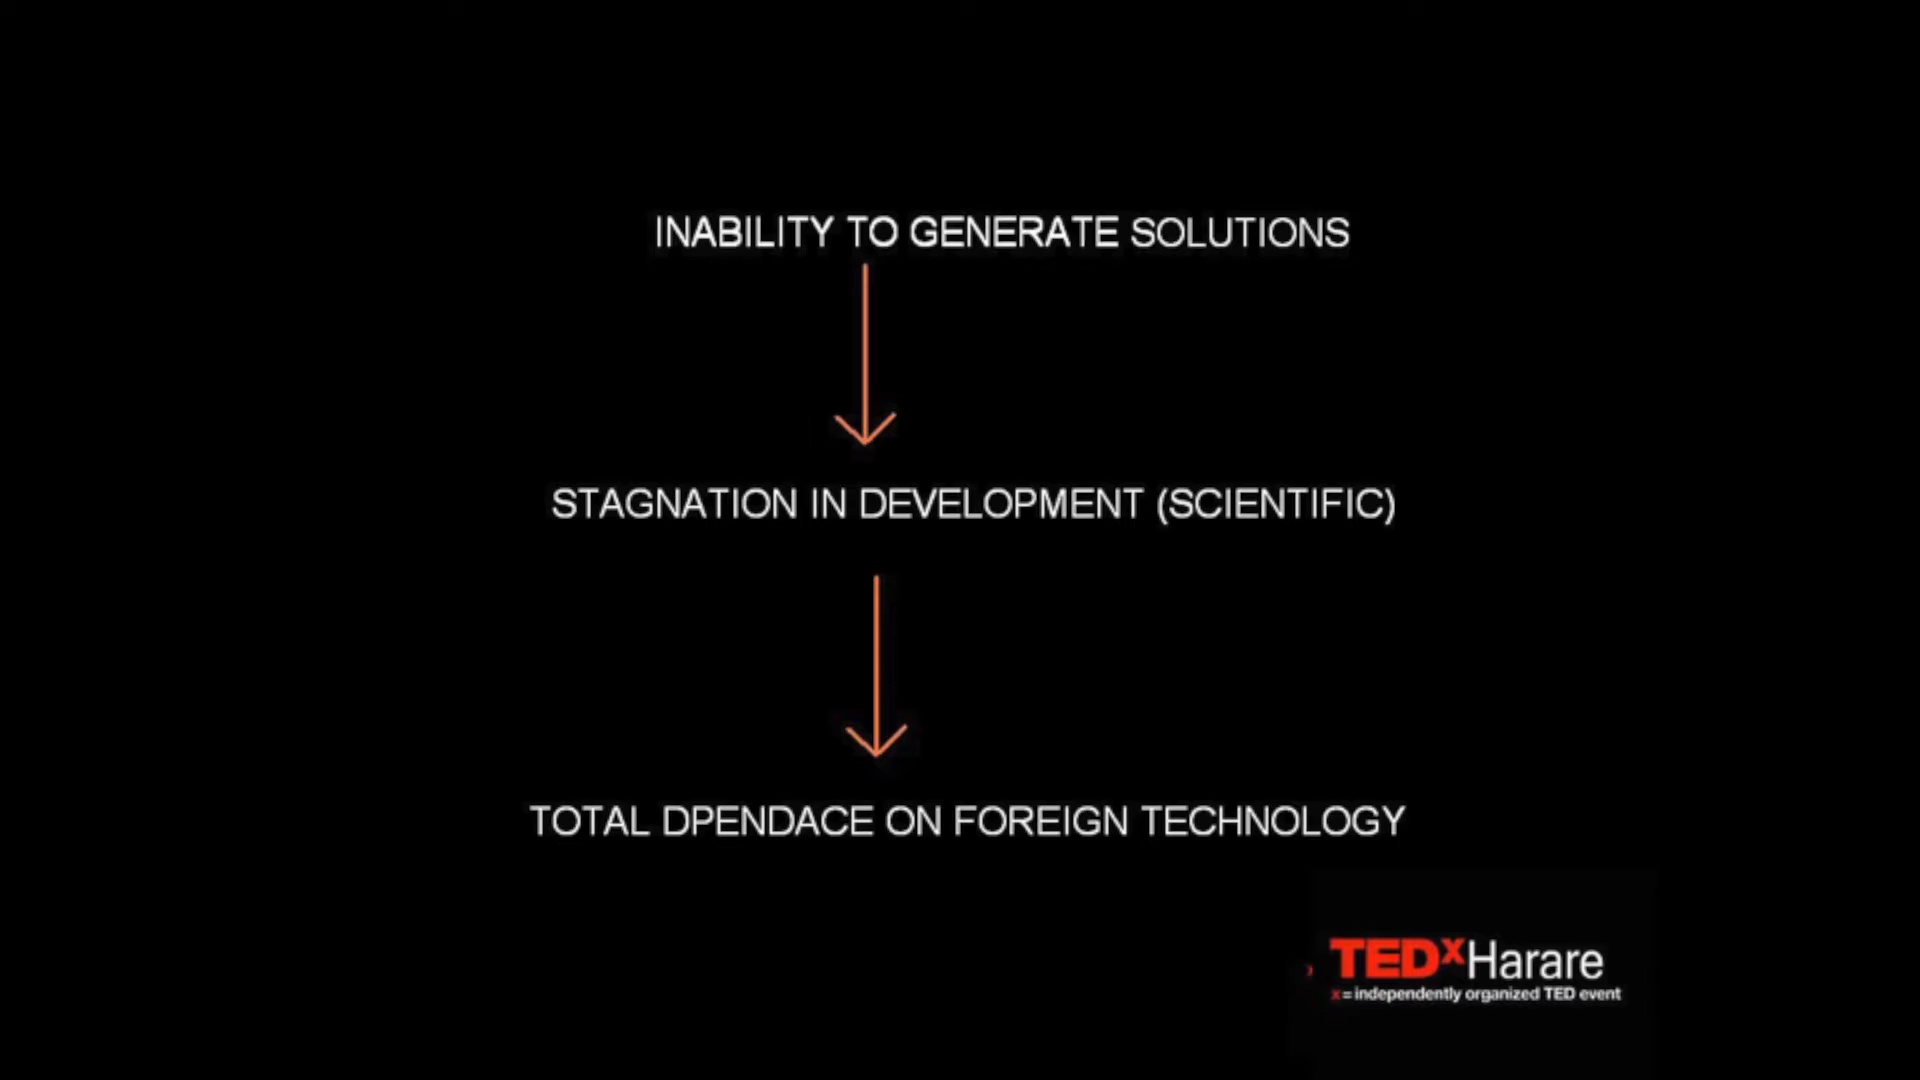 INABILITY TO GENERATE SOLUTIONS
STAGNATION IN DEVELOPMENT (SCIENTIFIC)
TOTAL DPENDACE ON FOREIGN TECHNOLOGY
TEDxHarare
x = independently organized TED event